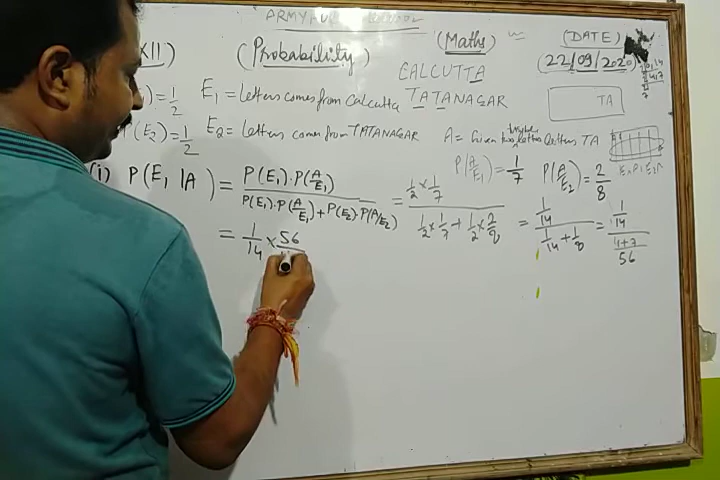 ARMY PUBLIC
XII) (Probability) (Maths) (DATE)
CALCUTTA (22/09/2020)
) = 1/2 E₁ = Letters comes from Calcutta TATANAGAR TA
P(E₂) = 1/2 E₂ = Letters comes from TATANAGAR A = Given two letters TA
P(A/E₁) = 1/7 P(A/E₂) = 2/8
(i) P(E₁|A) = P(E₁)·P(A/E₁) / P(E₁)·P(A/E₁) + P(E₂)·P(A/E₂) = 1/2 × 1/7 / 1/2 × 1/7 + 1/2 × 2/8 = 1/14 / 1/14 + 1/8 = 1/14 / 4+7/56
= 1/14 × 56